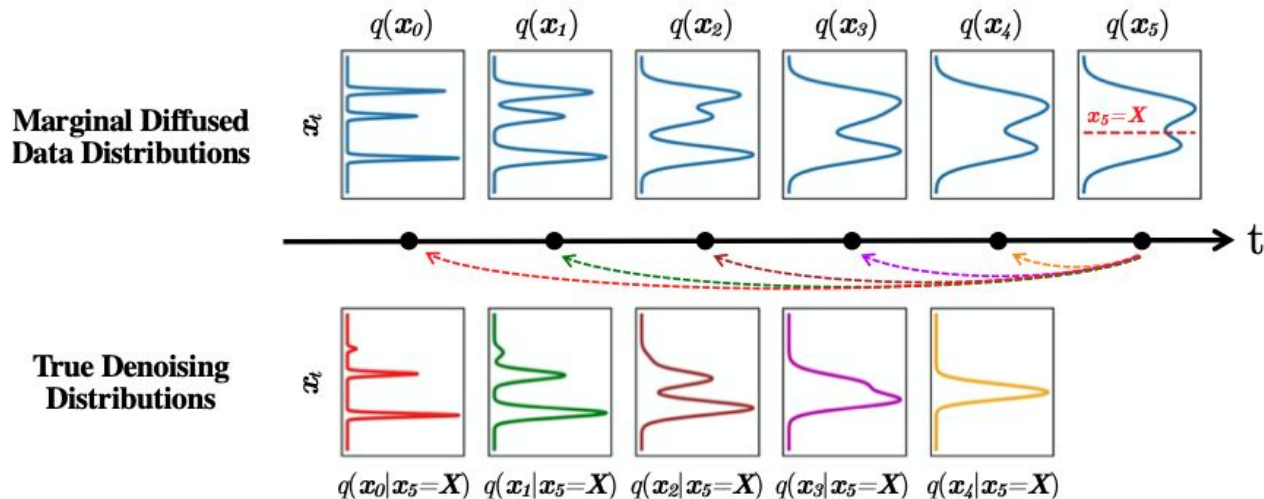 q(x₀) q(x₁) q(x₂) q(x₃) q(x₄) q(x₅)
Marginal Diffused
Data Distributions
xₜ
x₅=X
t
True Denoising
Distributions
xₜ
q(x₀|x₅=X) q(x₁|x₅=X) q(x₂|x₅=X) q(x₃|x₅=X) q(x₄|x₅=X)